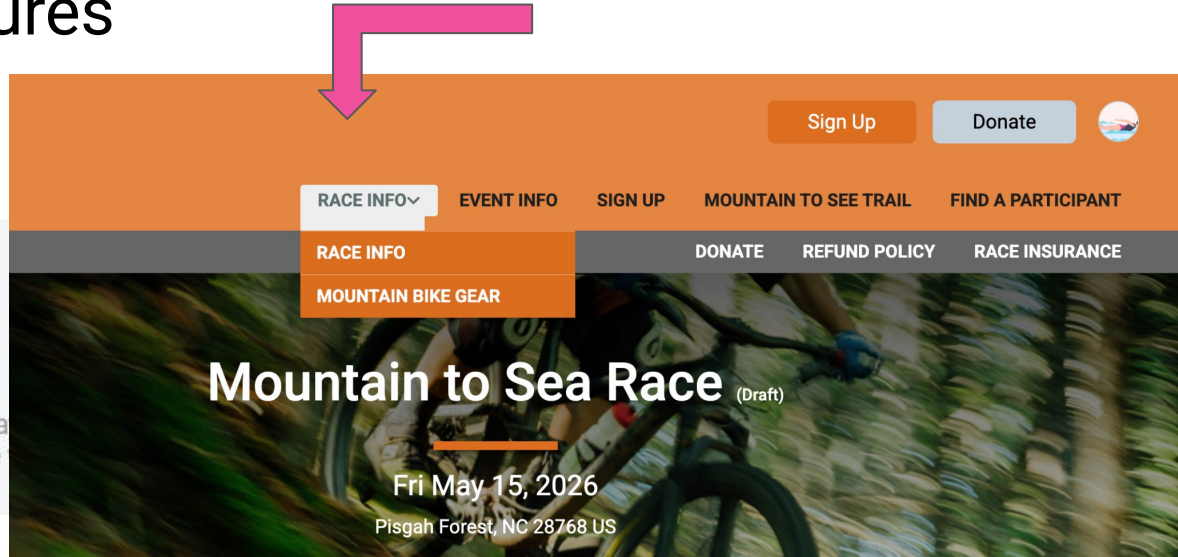 ures
Sign Up Donate
RACE INFO EVENT INFO SIGN UP MOUNTAIN TO SEE TRAIL FIND A PARTICIPANT
RACE INFO DONATE REFUND POLICY RACE INSURANCE
MOUNTAIN BIKE GEAR
Mountain to Sea Race (Draft)
Fri May 15, 2026
Pisgah Forest, NC 28768 US